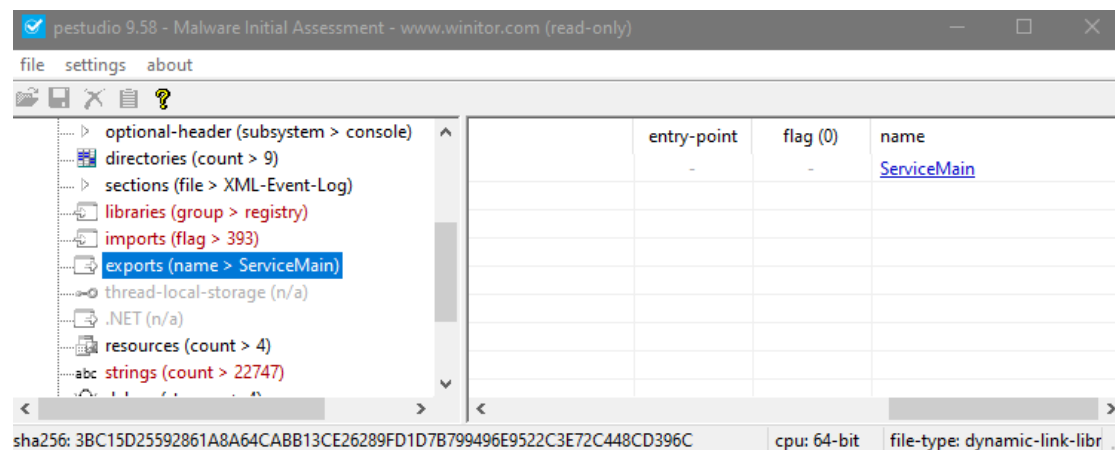 pestudio 9.58 - Malware Initial Assessment - www.winitor.com (read-only)
file settings about
optional-header (subsystem > console)
directories (count > 9)
sections (file > XML-Event-Log)
libraries (group > registry)
imports (flag > 393)
exports (name > ServiceMain)
thread-local-storage (n/a)
.NET (n/a)
resources (count > 4)
abc strings (count > 22747)
entry-point flag (0) name
- - ServiceMain
sha256: 3BC15D25592861A8A64CABB13CE26289FD1D7B799496E9522C3E72C448CD396C cpu: 64-bit file-type: dynamic-link-libr